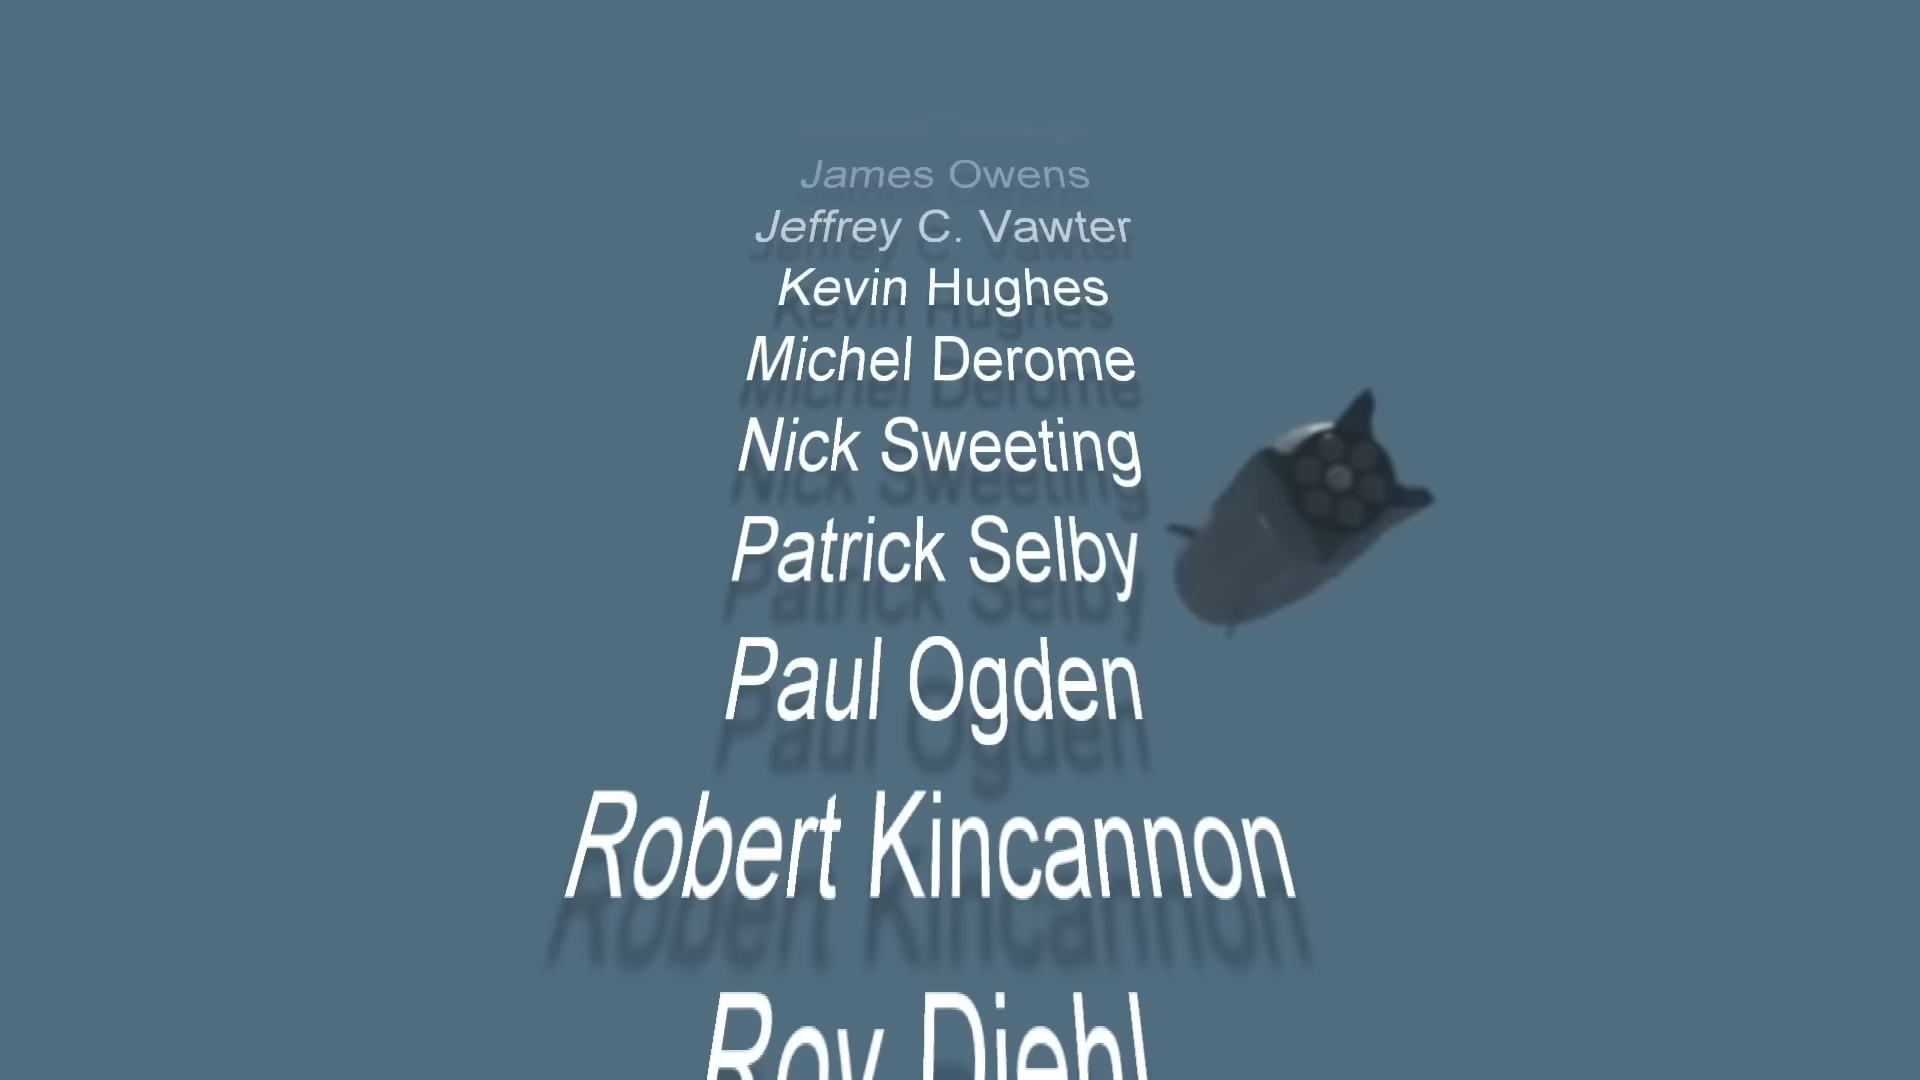 James Owens
Jeffrey C. Vawter
Kevin Hughes
Michel Derome
Nick Sweeting
Patrick Selby
Paul Ogden
Robert Kincannon
Roy Diehl